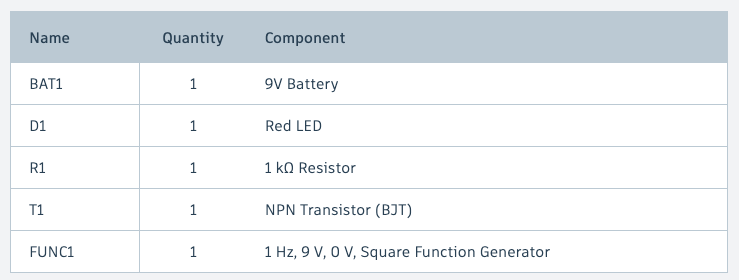 Name Quantity Component
BAT1 1 9V Battery
D1 1 Red LED
R1 1 1 kΩ Resistor
T1 1 NPN Transistor (BJT)
FUNC1 1 1 Hz, 9 V, 0 V, Square Function Generator